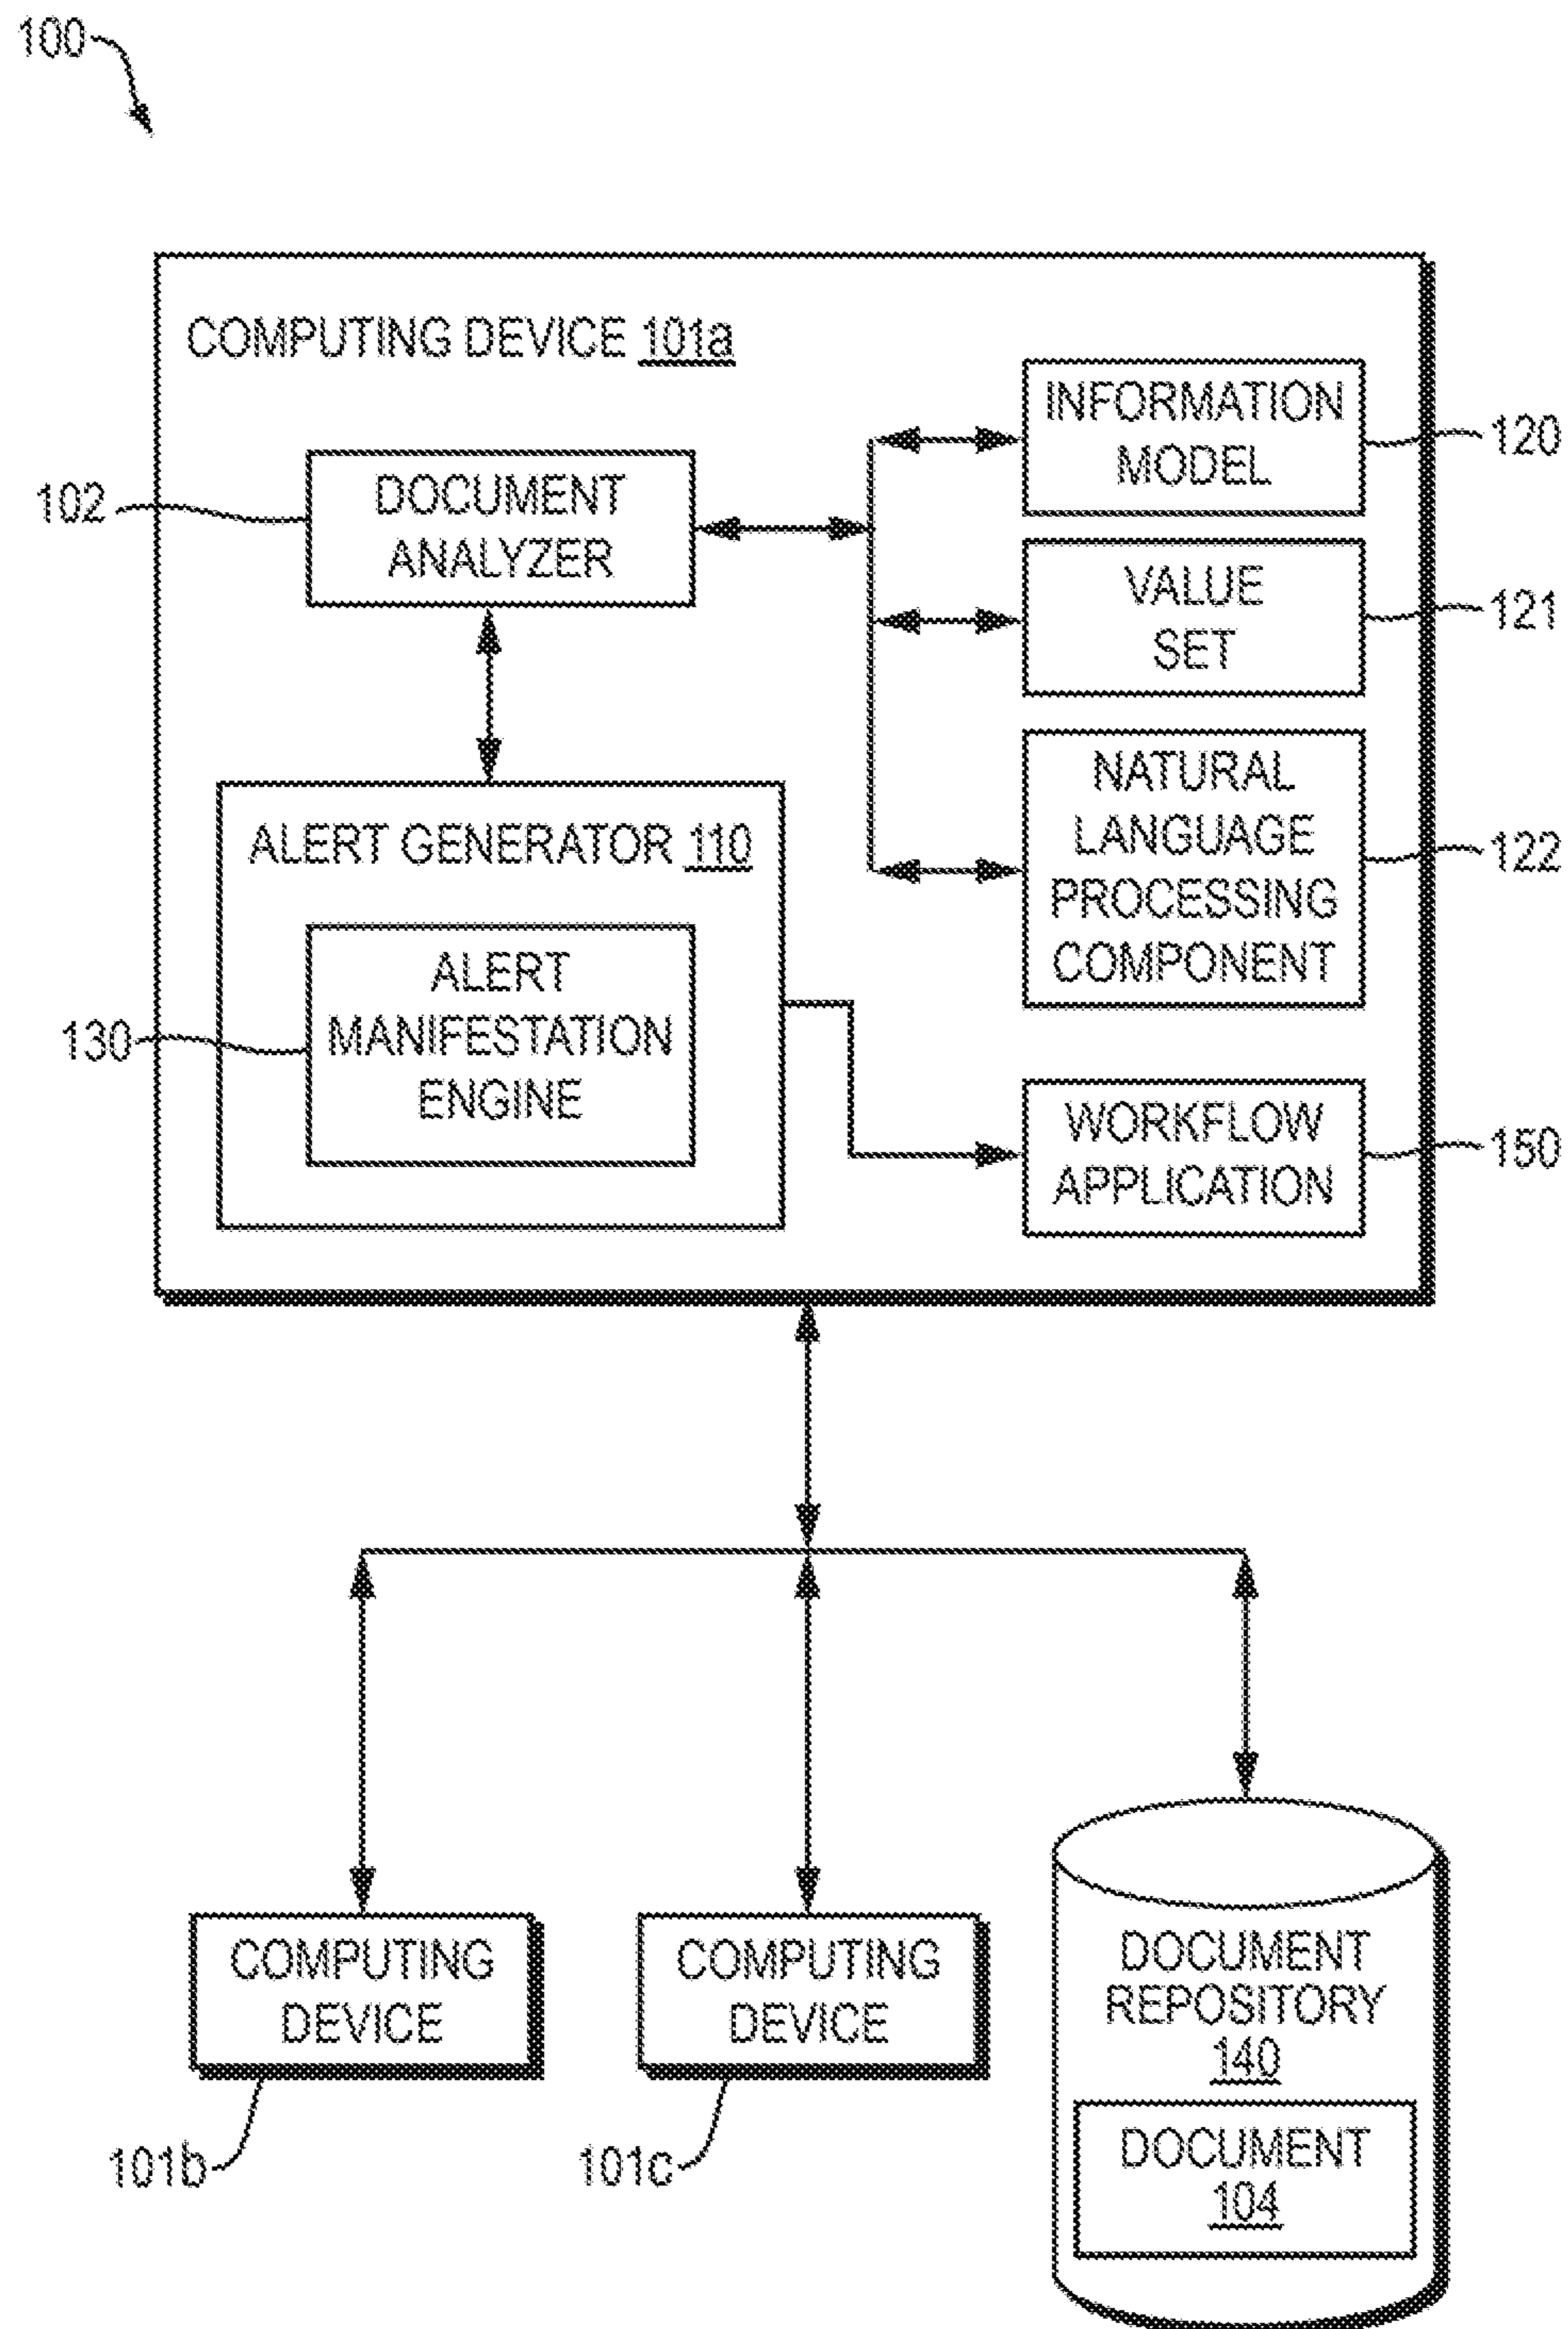 100
COMPUTING DEVICE 101a
INFORMATION
MODEL
120
102
DOCUMENT
ANALYZER
VALUE
SET
121
NATURAL
LANGUAGE
PROCESSING
COMPONENT
122
ALERT GENERATOR 110
ALERT
MANIFESTATION
ENGINE
130
WORKFLOW
APPLICATION
150
COMPUTING
DEVICE
101b
COMPUTING
DEVICE
101c
DOCUMENT
REPOSITORY
140
DOCUMENT
104